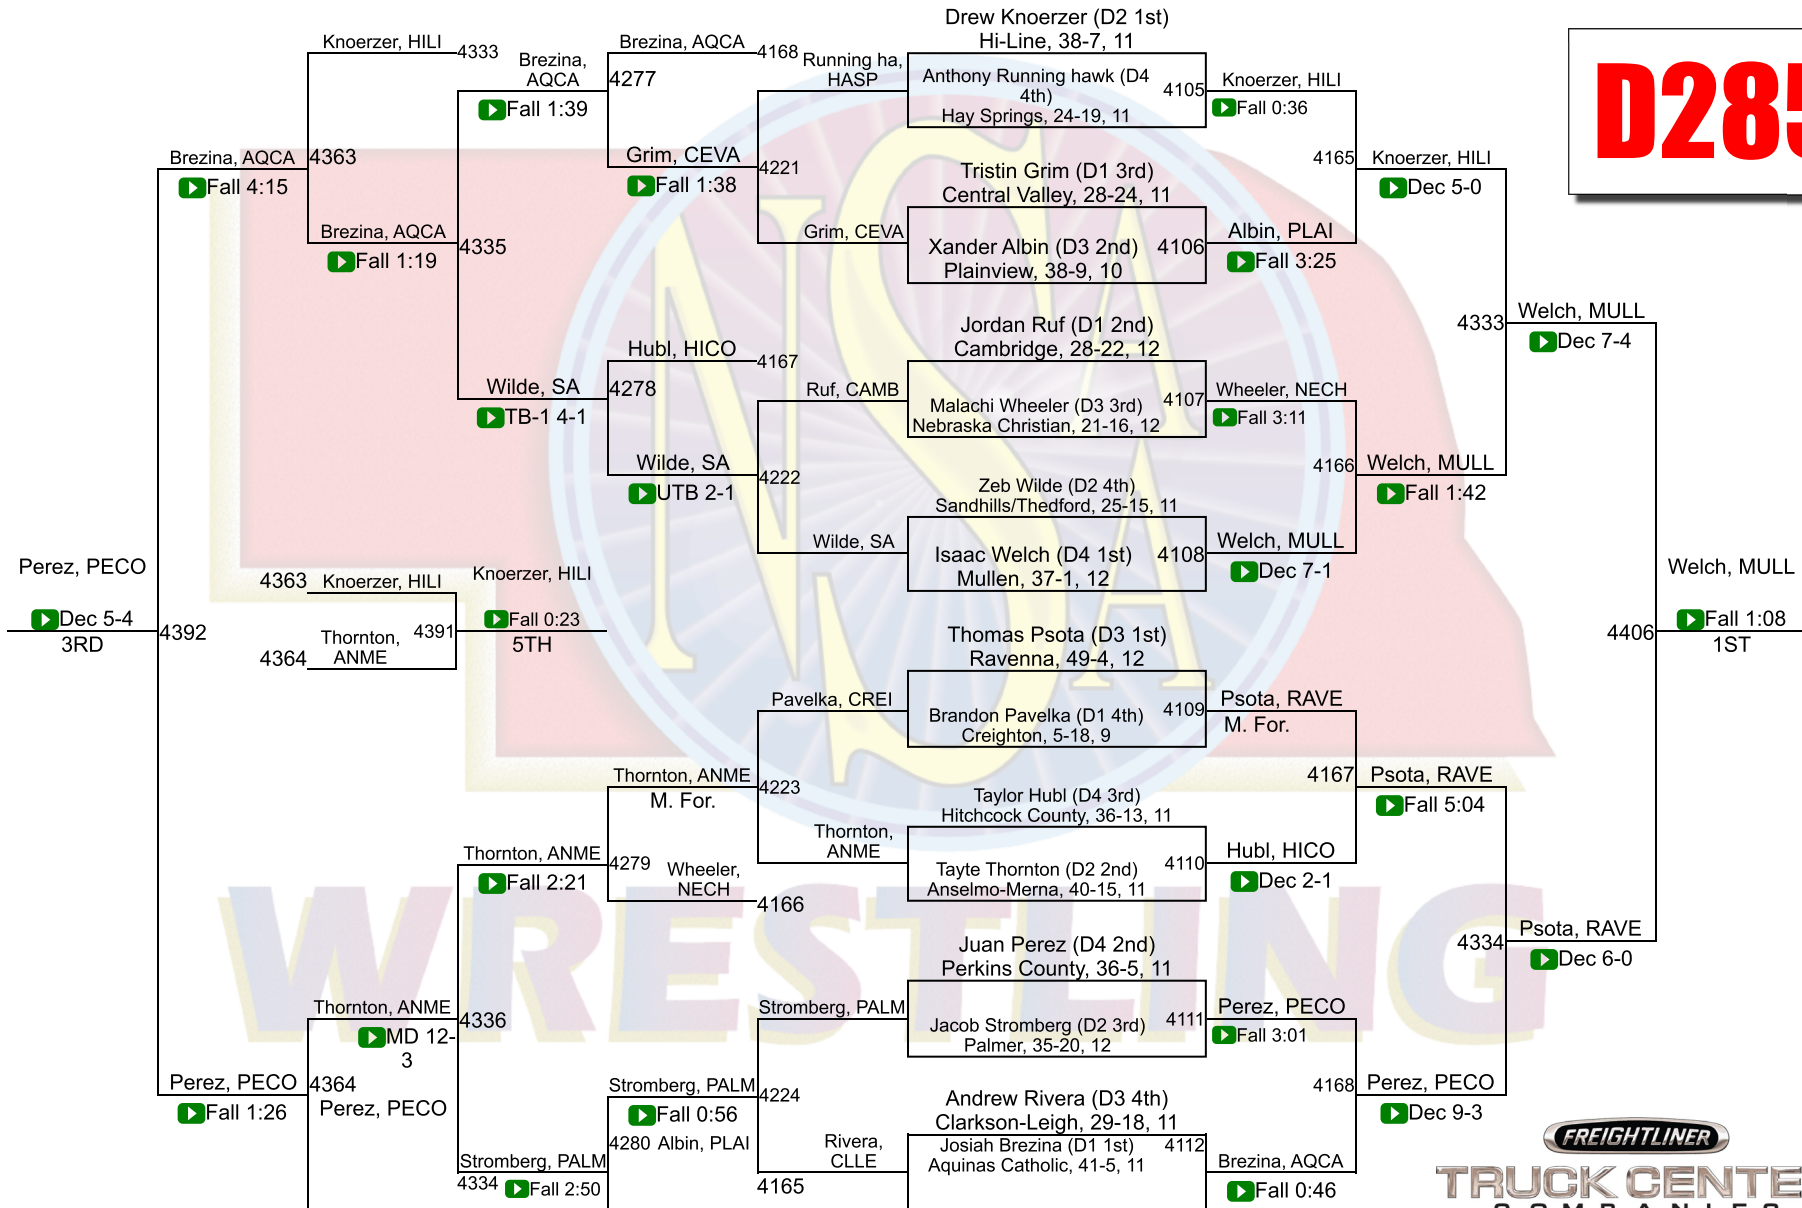 Drew Knoerzer (D2 1st)
Hi-Line, 38-7, 11
Knoerzer, HILI
4333
Brezina,
AQCA
Brezina, AQCA
4168
Running ha,
HASP
Anthony Running hawk (D4
4th)
Hay Springs, 24-19, 11
4105
Knoerzer, HILI
Fall 0:36
4277
Fall 1:39
D285
Brezina, AQCA
4363
Fall 4:15
Grim, CEVA
4221
Fall 1:38
Tristin Grim (D1 3rd)
Central Valley, 28-24, 11
4165
Knoerzer, HILI
Dec 5-0
Brezina, AQCA
4335
Fall 1:19
Grim, CEVA
Xander Albin (D3 2nd)
Plainview, 38-9, 10
4106
Albin, PLAI
Fall 3:25
Jordan Ruf (D1 2nd)
Cambridge, 28-22, 12
4333
Welch, MULL
Dec 7-4
Hubl, HICO
4167
Wilde, SA
4278
TB-1 4-1
Ruf, CAMB
Malachi Wheeler (D3 3rd)
Nebraska Christian, 21-16, 12
4107
Wheeler, NECH
Fall 3:11
Wilde, SA
4222
UTB 2-1
Zeb Wilde (D2 4th)
Sandhills/Thedford, 25-15, 11
4166
Welch, MULL
Fall 1:42
Wilde, SA
Isaac Welch (D4 1st)
Mullen, 37-1, 12
4108
Welch, MULL
Dec 7-1
Perez, PECO
Dec 5-4
3RD
4392
4363
Knoerzer, HILI
Knoerzer, HILI
Thornton,
ANME
4391
4364
Fall 0:23
5TH
Thomas Psota (D3 1st)
Ravenna, 49-4, 12
4406
Welch, MULL
Fall 1:08
1ST
Pavelka, CREI
Brandon Pavelka (D1 4th)
Creighton, 5-18, 9
4109
Psota, RAVE
M. For.
Thornton, ANME
4223
M. For.
Taylor Hubl (D4 3rd)
Hitchcock County, 36-13, 11
4167
Psota, RAVE
Fall 5:04
Thornton,
ANME
Tayte Thornton (D2 2nd)
Anselmo-Merna, 40-15, 11
4110
Hubl, HICO
Dec 2-1
Thornton, ANME
4279
Fall 2:21
Wheeler,
NECH
4166
NSA
WRESTLING
Juan Perez (D4 2nd)
Perkins County, 36-5, 11
4334
Psota, RAVE
Dec 6-0
Thornton, ANME
4336
MD 12-
3
Stromberg, PALM
Jacob Stromberg (D2 3rd)
Palmer, 35-20, 12
4111
Perez, PECO
Fall 3:01
Perez, PECO
4364
Fall 1:26
Perez, PECO
Stromberg, PALM
4224
Fall 0:56
Andrew Rivera (D3 4th)
Clarkson-Leigh, 29-18, 11
4168
Perez, PECO
Dec 9-3
4280 Albin, PLAI
Stromberg, PALM
4334
Fall 2:50
4165
Rivera,
CLLE
Josiah Brezina (D1 1st)
Aquinas Catholic, 41-5, 11
4112
Brezina, AQCA
Fall 0:46
FREIGHTLINER
TRUCK CENTE